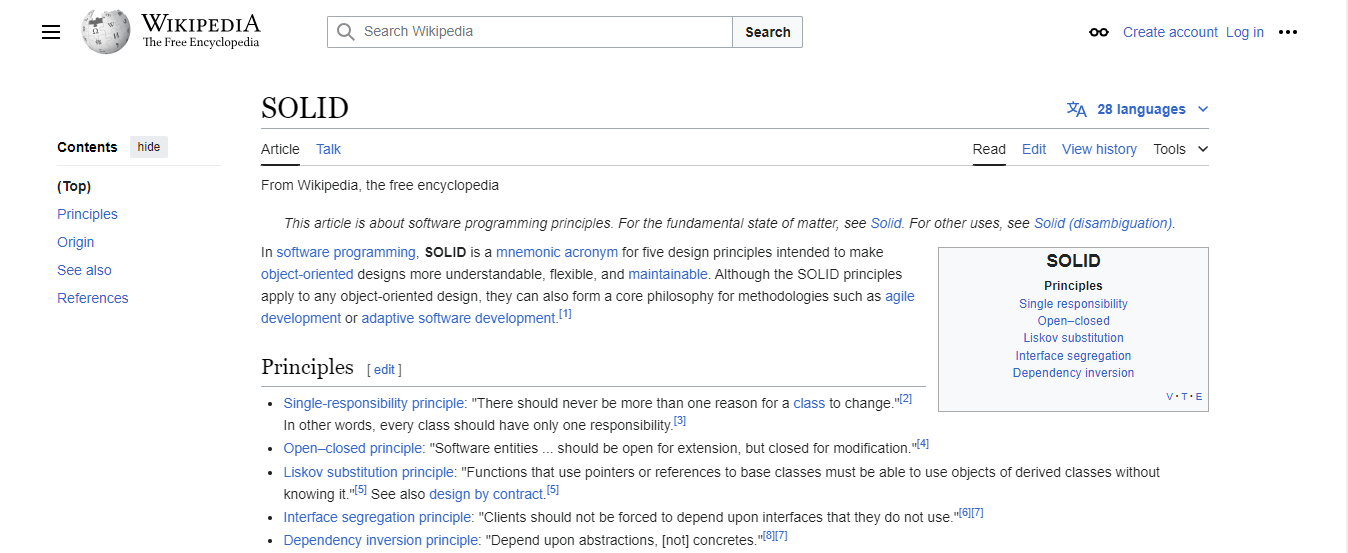 WIKIPEDIA
The Free Encyclopedia
Search Wikipedia
Search
Create account Log in
SOLID
28 languages
Contents hide
Article Talk
Read Edit View history Tools
(Top)
Principles
Origin
See also
References
From Wikipedia, the free encyclopedia
This article is about software programming principles. For the fundamental state of matter, see Solid. For other uses, see Solid (disambiguation).
In software programming, SOLID is a mnemonic acronym for five design principles intended to make
object-oriented designs more understandable, flexible, and maintainable. Although the SOLID principles
apply to any object-oriented design, they can also form a core philosophy for methodologies such as agile
development or adaptive software development.[1]
SOLID
Principles
Single responsibility
Open–closed
Liskov substitution
Interface segregation
Dependency inversion
V · T · E
Principles [ edit ]
• Single-responsibility principle: "There should never be more than one reason for a class to change."[2]
In other words, every class should have only one responsibility.[3]
• Open–closed principle: "Software entities ... should be open for extension, but closed for modification."[4]
• Liskov substitution principle: "Functions that use pointers or references to base classes must be able to use objects of derived classes without
knowing it."[5] See also design by contract.[5]
• Interface segregation principle: "Clients should not be forced to depend upon interfaces that they do not use."[6][7]
• Dependency inversion principle: "Depend upon abstractions, [not] concretes."[8][7]